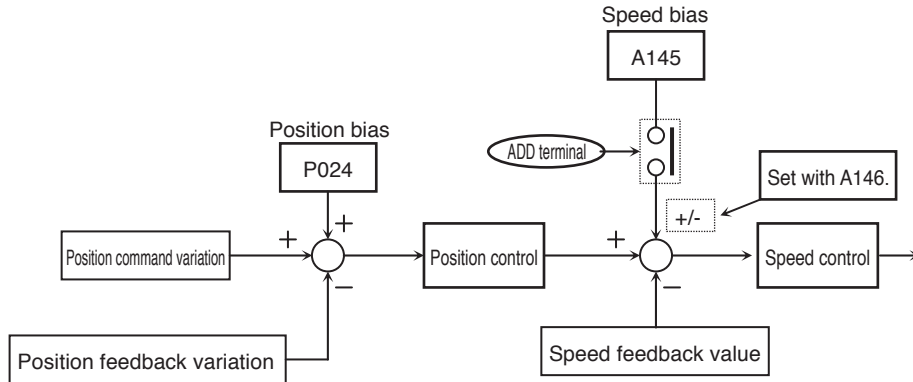 Speed bias
A145
Position bias
P024
ADD terminal
Set with A146.
+/-
Position command variation
+
+
−
Position control
+
−
Speed control
Position feedback variation
Speed feedback value